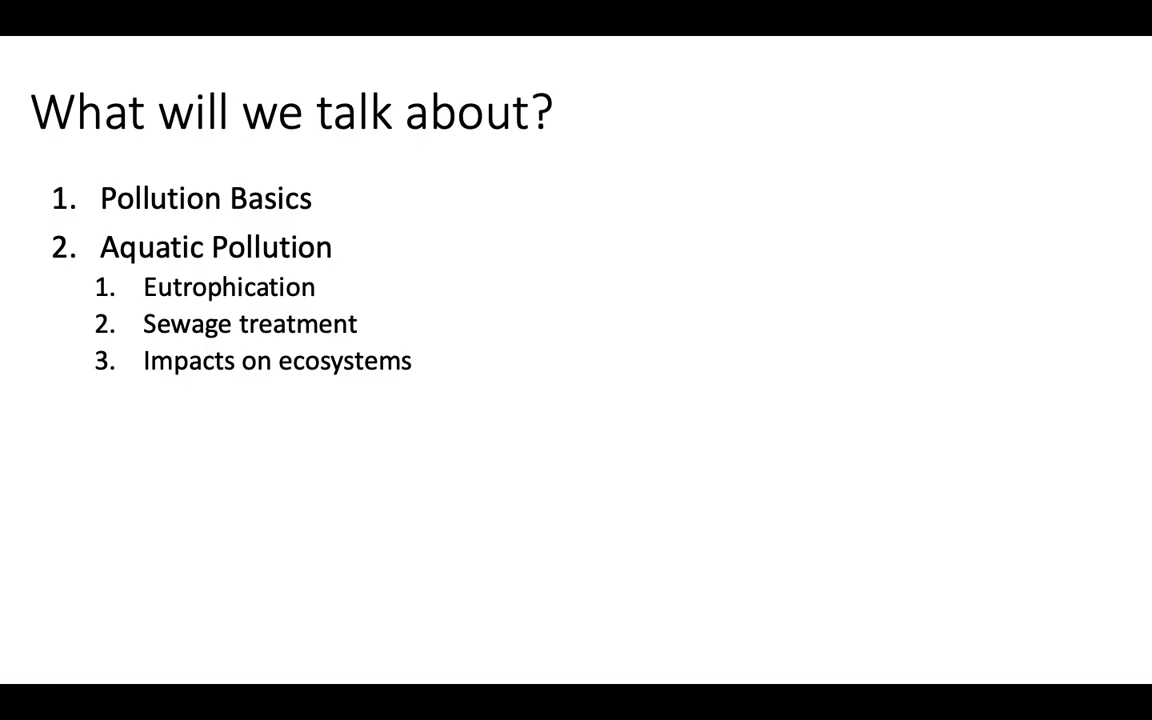 What will we talk about?
1. Pollution Basics
2. Aquatic Pollution
1. Eutrophication
2. Sewage treatment
3. Impacts on ecosystems